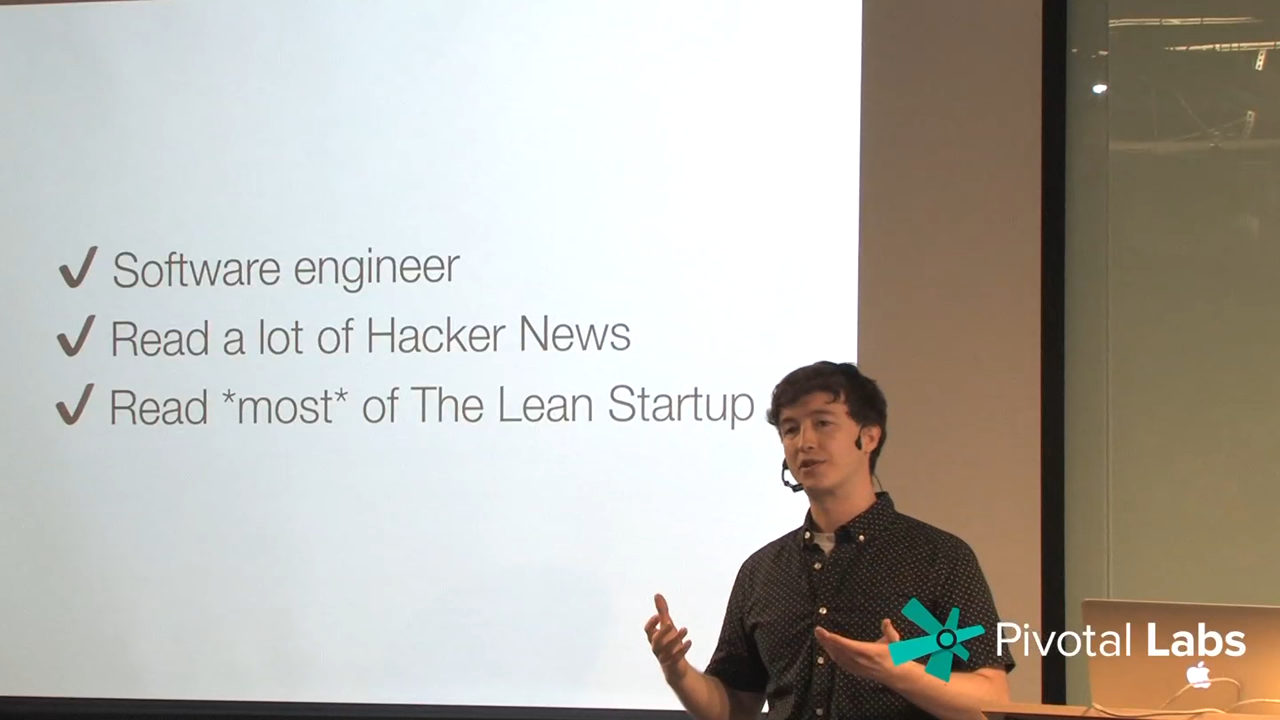 ✓ Software engineer
✓ Read a lot of Hacker News
✓ Read *most* of The Lean Startup
Pivotal Labs